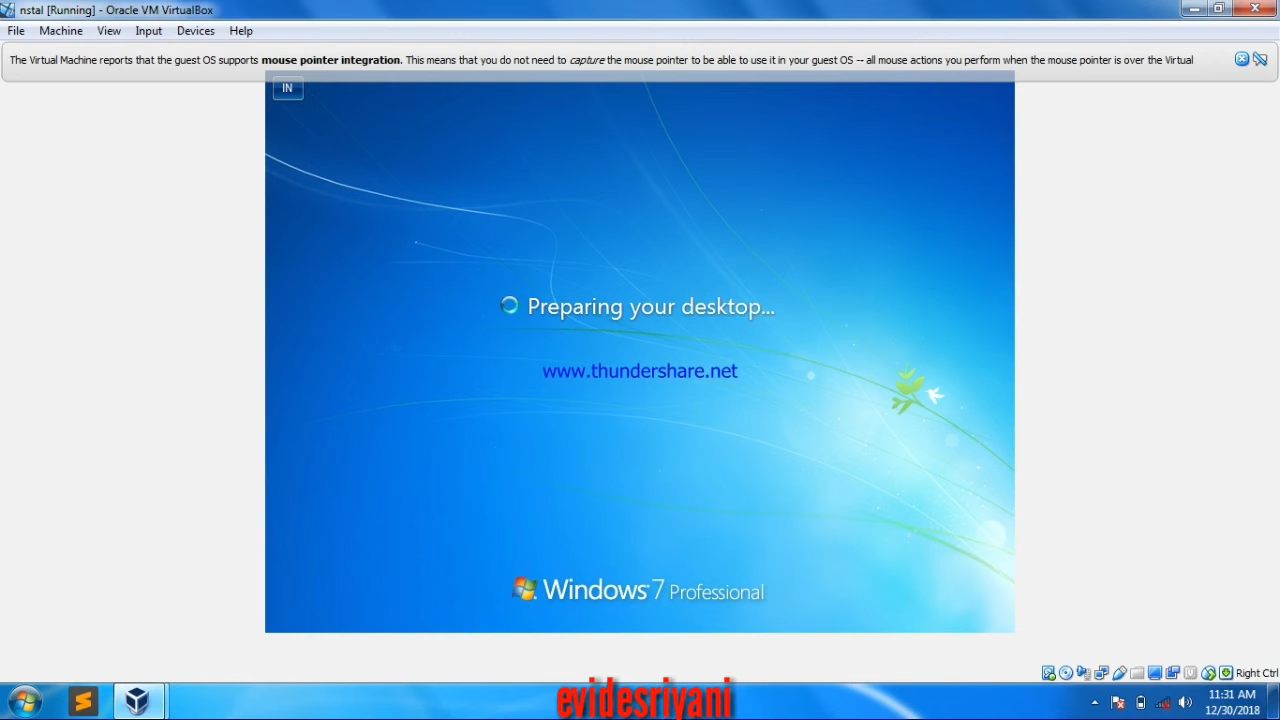 nstal [Running] - Oracle VM VirtualBox
File Machine View Input Devices Help
The Virtual Machine reports that the guest OS supports mouse pointer integration. This means that you do not need to capture the mouse pointer to be able to use it in your guest OS -- all mouse actions you perform when the mouse pointer is over the Virtual
IN
Preparing your desktop...
www.thundershare.net
Windows 7 Professional
Right Ctrl
evidesriyani
11:31 AM
12/30/2018